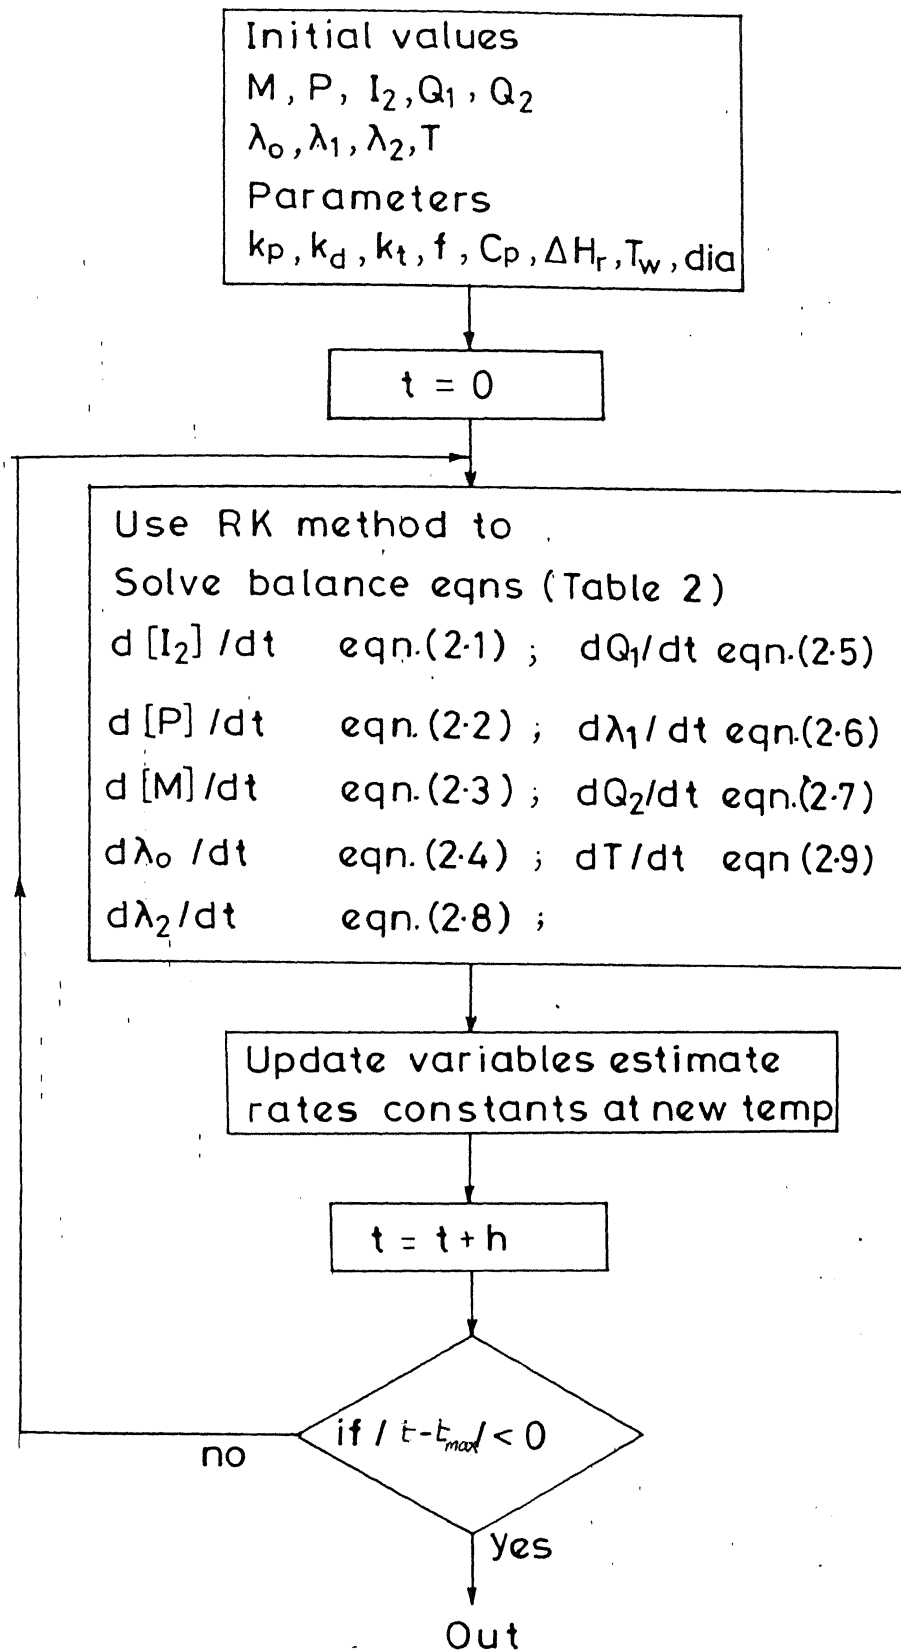 Initial values
M, P, I₂, Q₁, Q₂
λ₀, λ₁, λ₂, T
Parameters
kp, k_d, k_t, f, Cp, ΔH_r, T_w, dia
t = 0
Use RK method to
Solve balance eqns (Table 2)
d [I₂] /dt eqn.(2·1) ; dQ₁/dt eqn.(2·5)
d [P] /dt eqn.(2·2) ; dλ₁/dt eqn.(2·6)
d [M] /dt eqn.(2·3) ; dQ₂/dt eqn.(2·7)
dλ₀ /dt eqn.(2·4) ; dT/dt eqn (2·9)
dλ₂/dt eqn.(2·8) ;
Update variables estimate
rates constants at new temp
t = t + h
if / t-t_max/ < 0
no
yes
Out